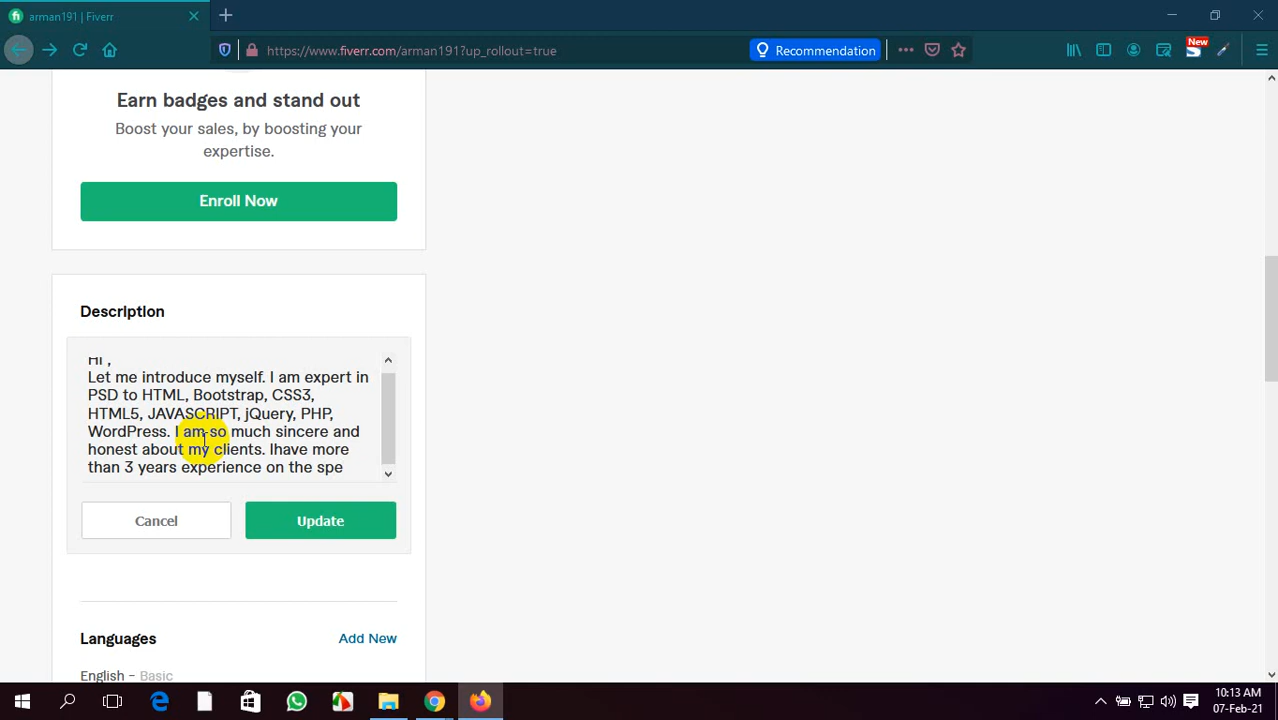 arman191 | Fiverr
https://www.fiverr.com/arman191?up_rollout=true
Recommendation
New
Earn badges and stand out
Boost your sales, by boosting your
expertise.
Enroll Now
Description
Hi ,
Let me introduce myself. I am expert in
PSD to HTML, Bootstrap, CSS3,
HTML5, JAVASCRIPT, jQuery, PHP,
WordPress. I am so much sincere and
honest about my clients. Ihave more
than 3 years experience on the spe
Cancel
Update
Languages
Add New
English - Basic
10:13 AM
07-Feb-21